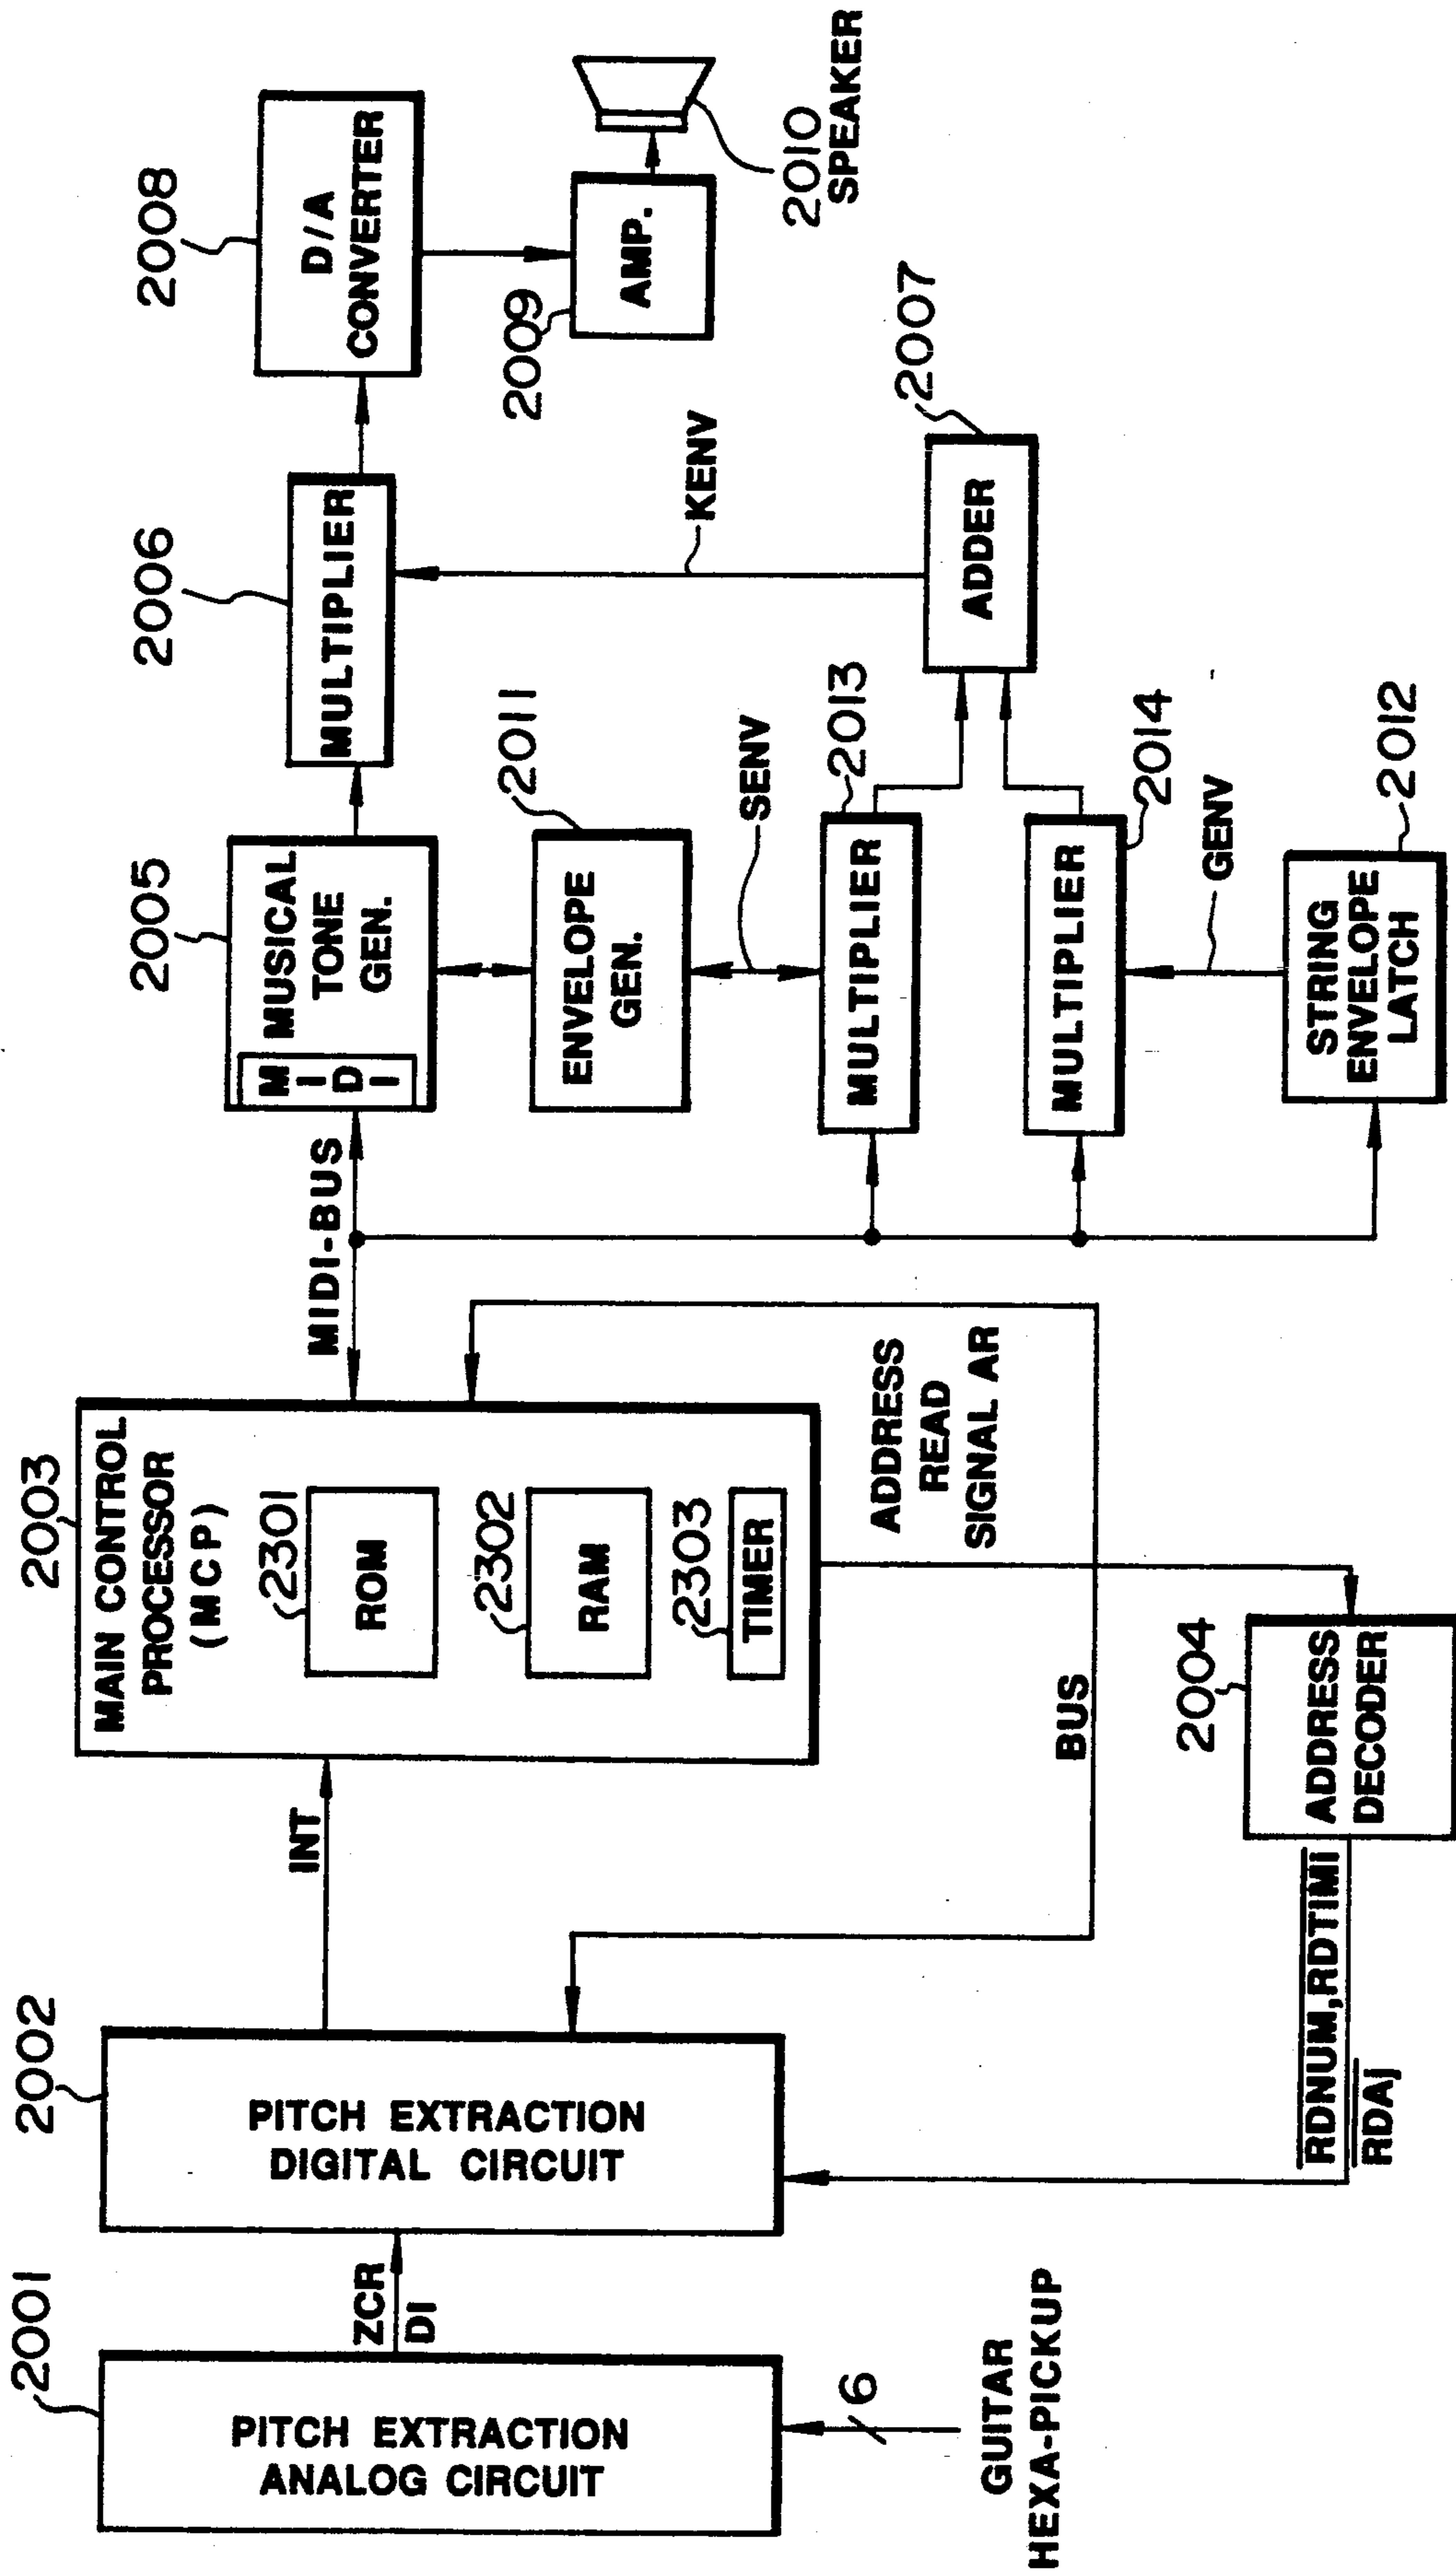 2001
PITCH EXTRACTION
ANALOG CIRCUIT
6
GUITAR
HEXA-PICKUP
ZCR
DI
2002
PITCH EXTRACTION
DIGITAL CIRCUIT
INT
BUS
RDNUM,RDTIMi
RDAj
2003
MAIN CONTROL
PROCESSOR
(MCP)
2301
ROM
2302
RAM
2303
TIMER
ADDRESS
READ
SIGNAL AR
2004
ADDRESS
DECODER
MIDI-BUS
2005
MIDI
MUSICAL
TONE
GEN.
2011
ENVELOPE
GEN.
SENV
2013
MULTIPLIER
2014
MULTIPLIER
GENV
2012
STRING
ENVELOPE
LATCH
2006
MULTIPLIER
KENV
2007
ADDER
2008
D/A
CONVERTER
2009
AMP.
2010
SPEAKER